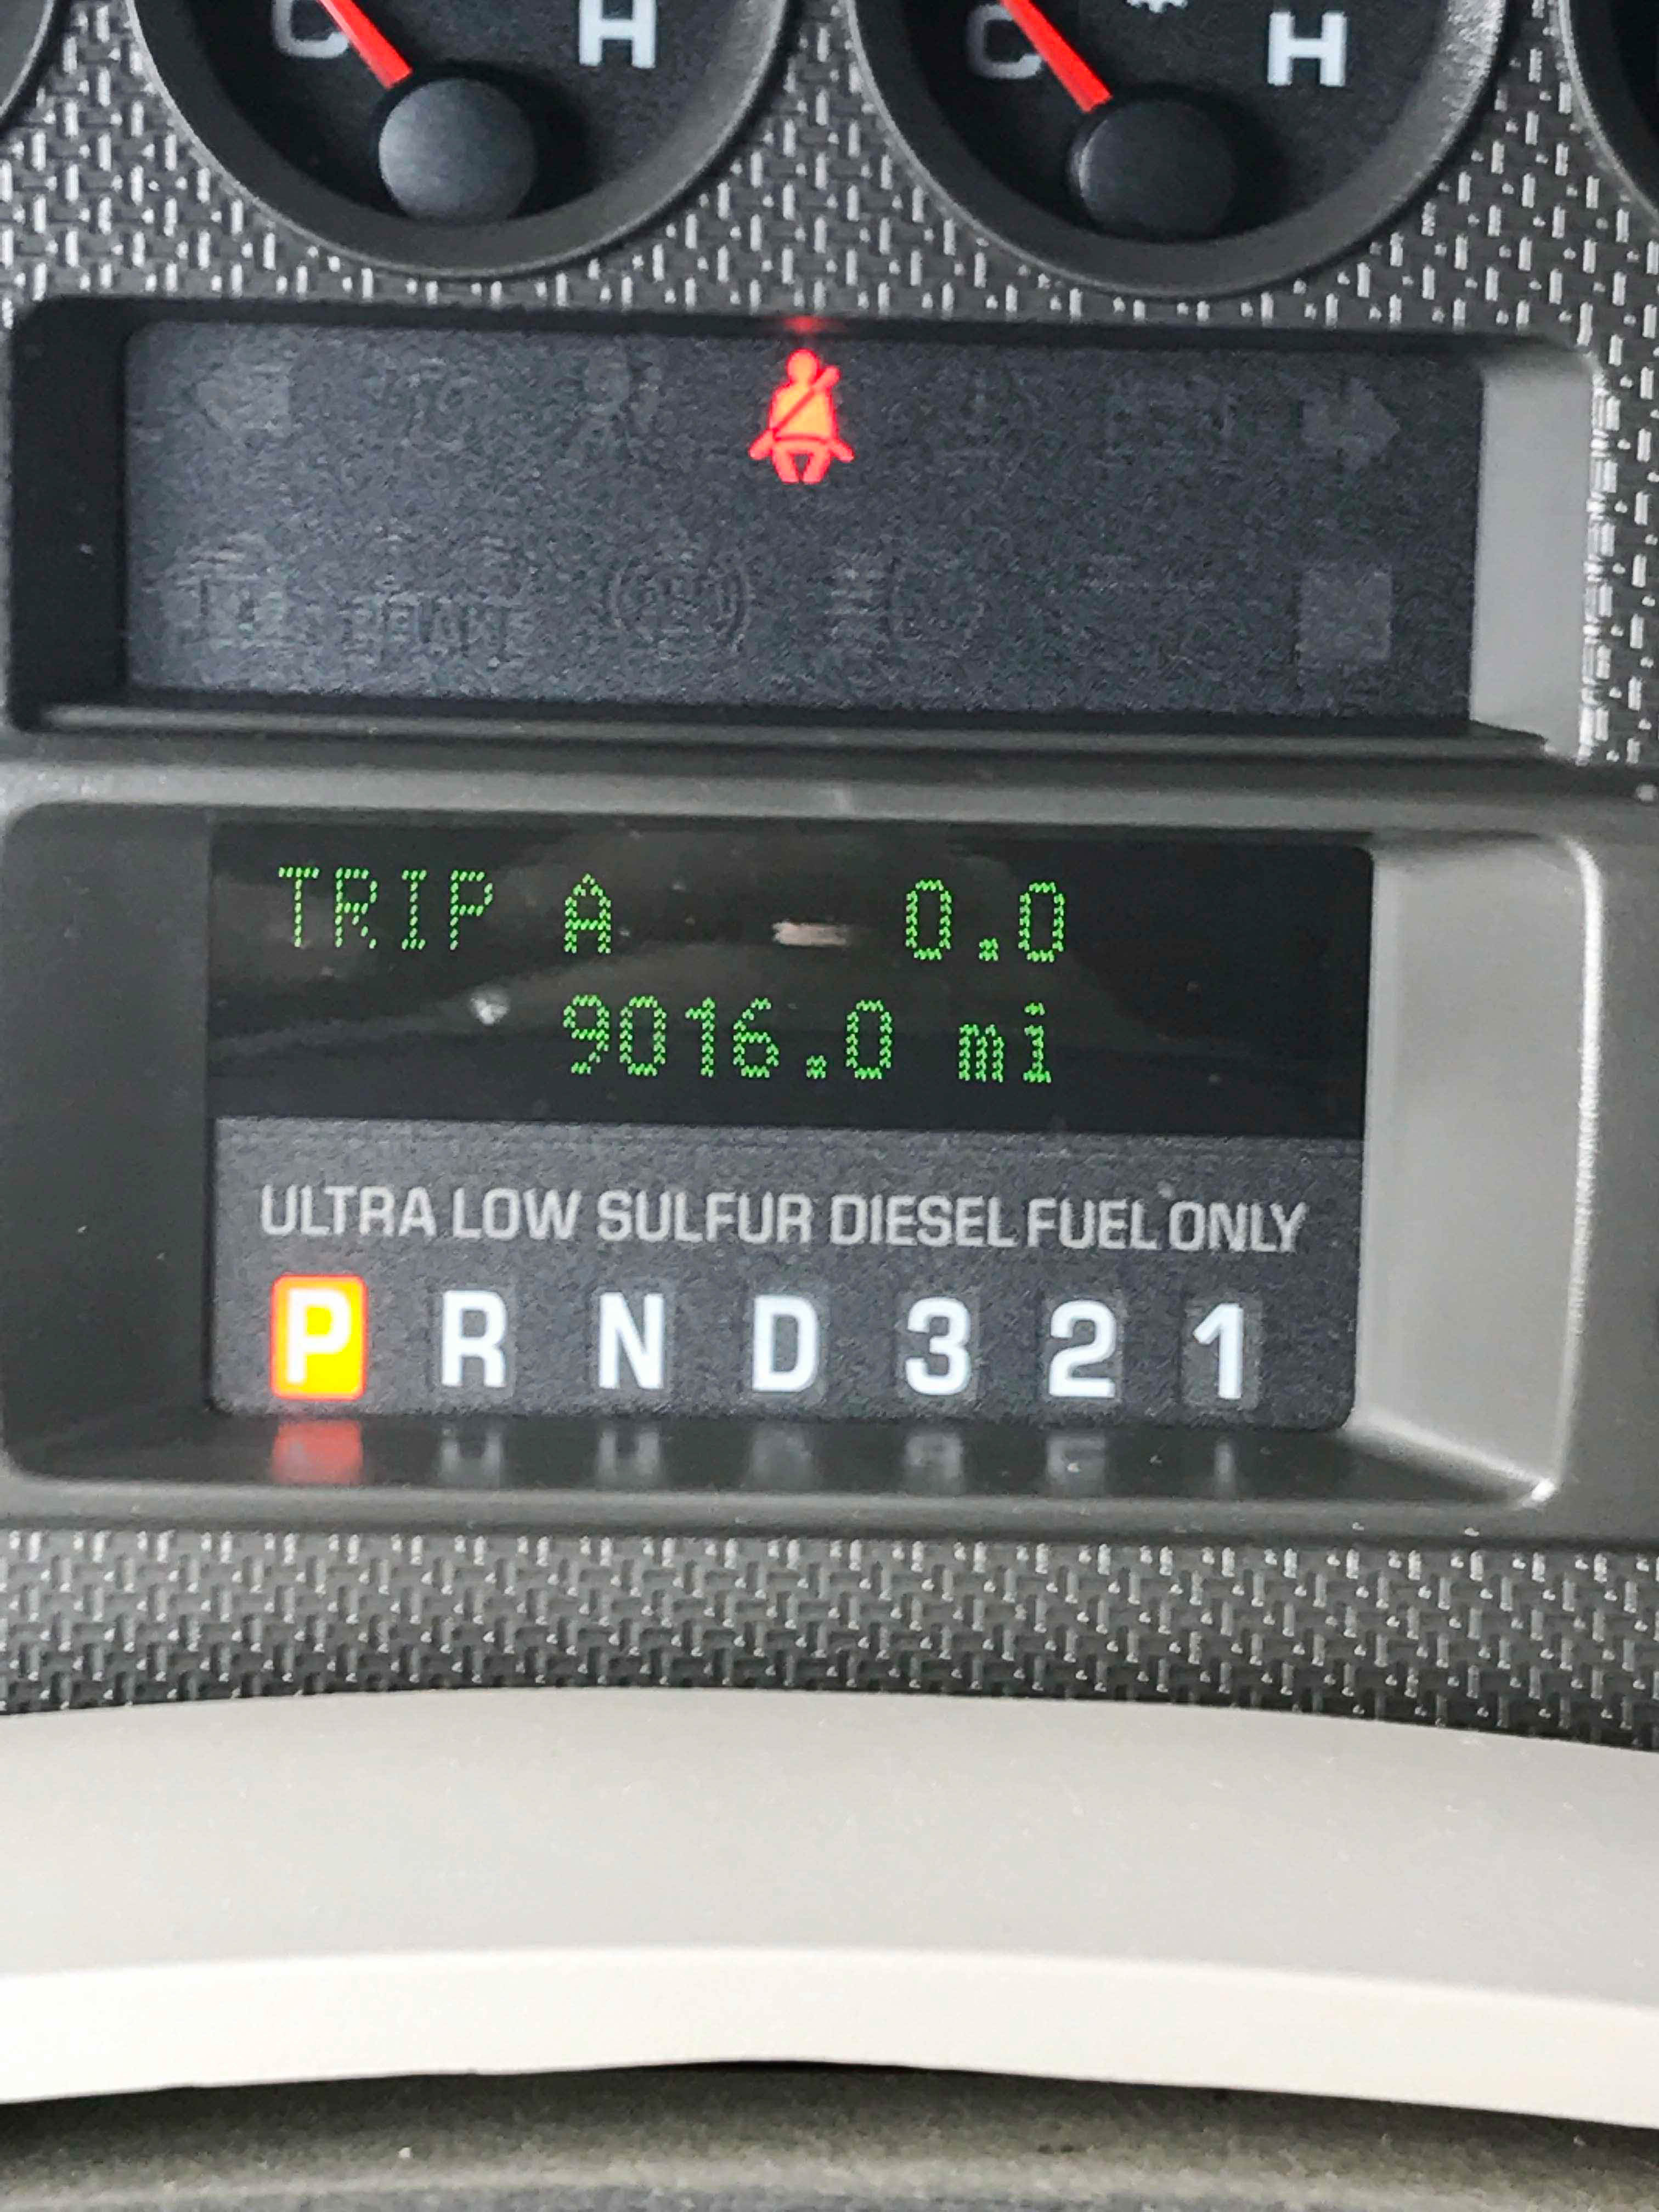 C H C H
TRIP A 0.0
9016.0 mi
ULTRA LOW SULFUR DIESEL FUEL ONLY
P R N D 3 2 1